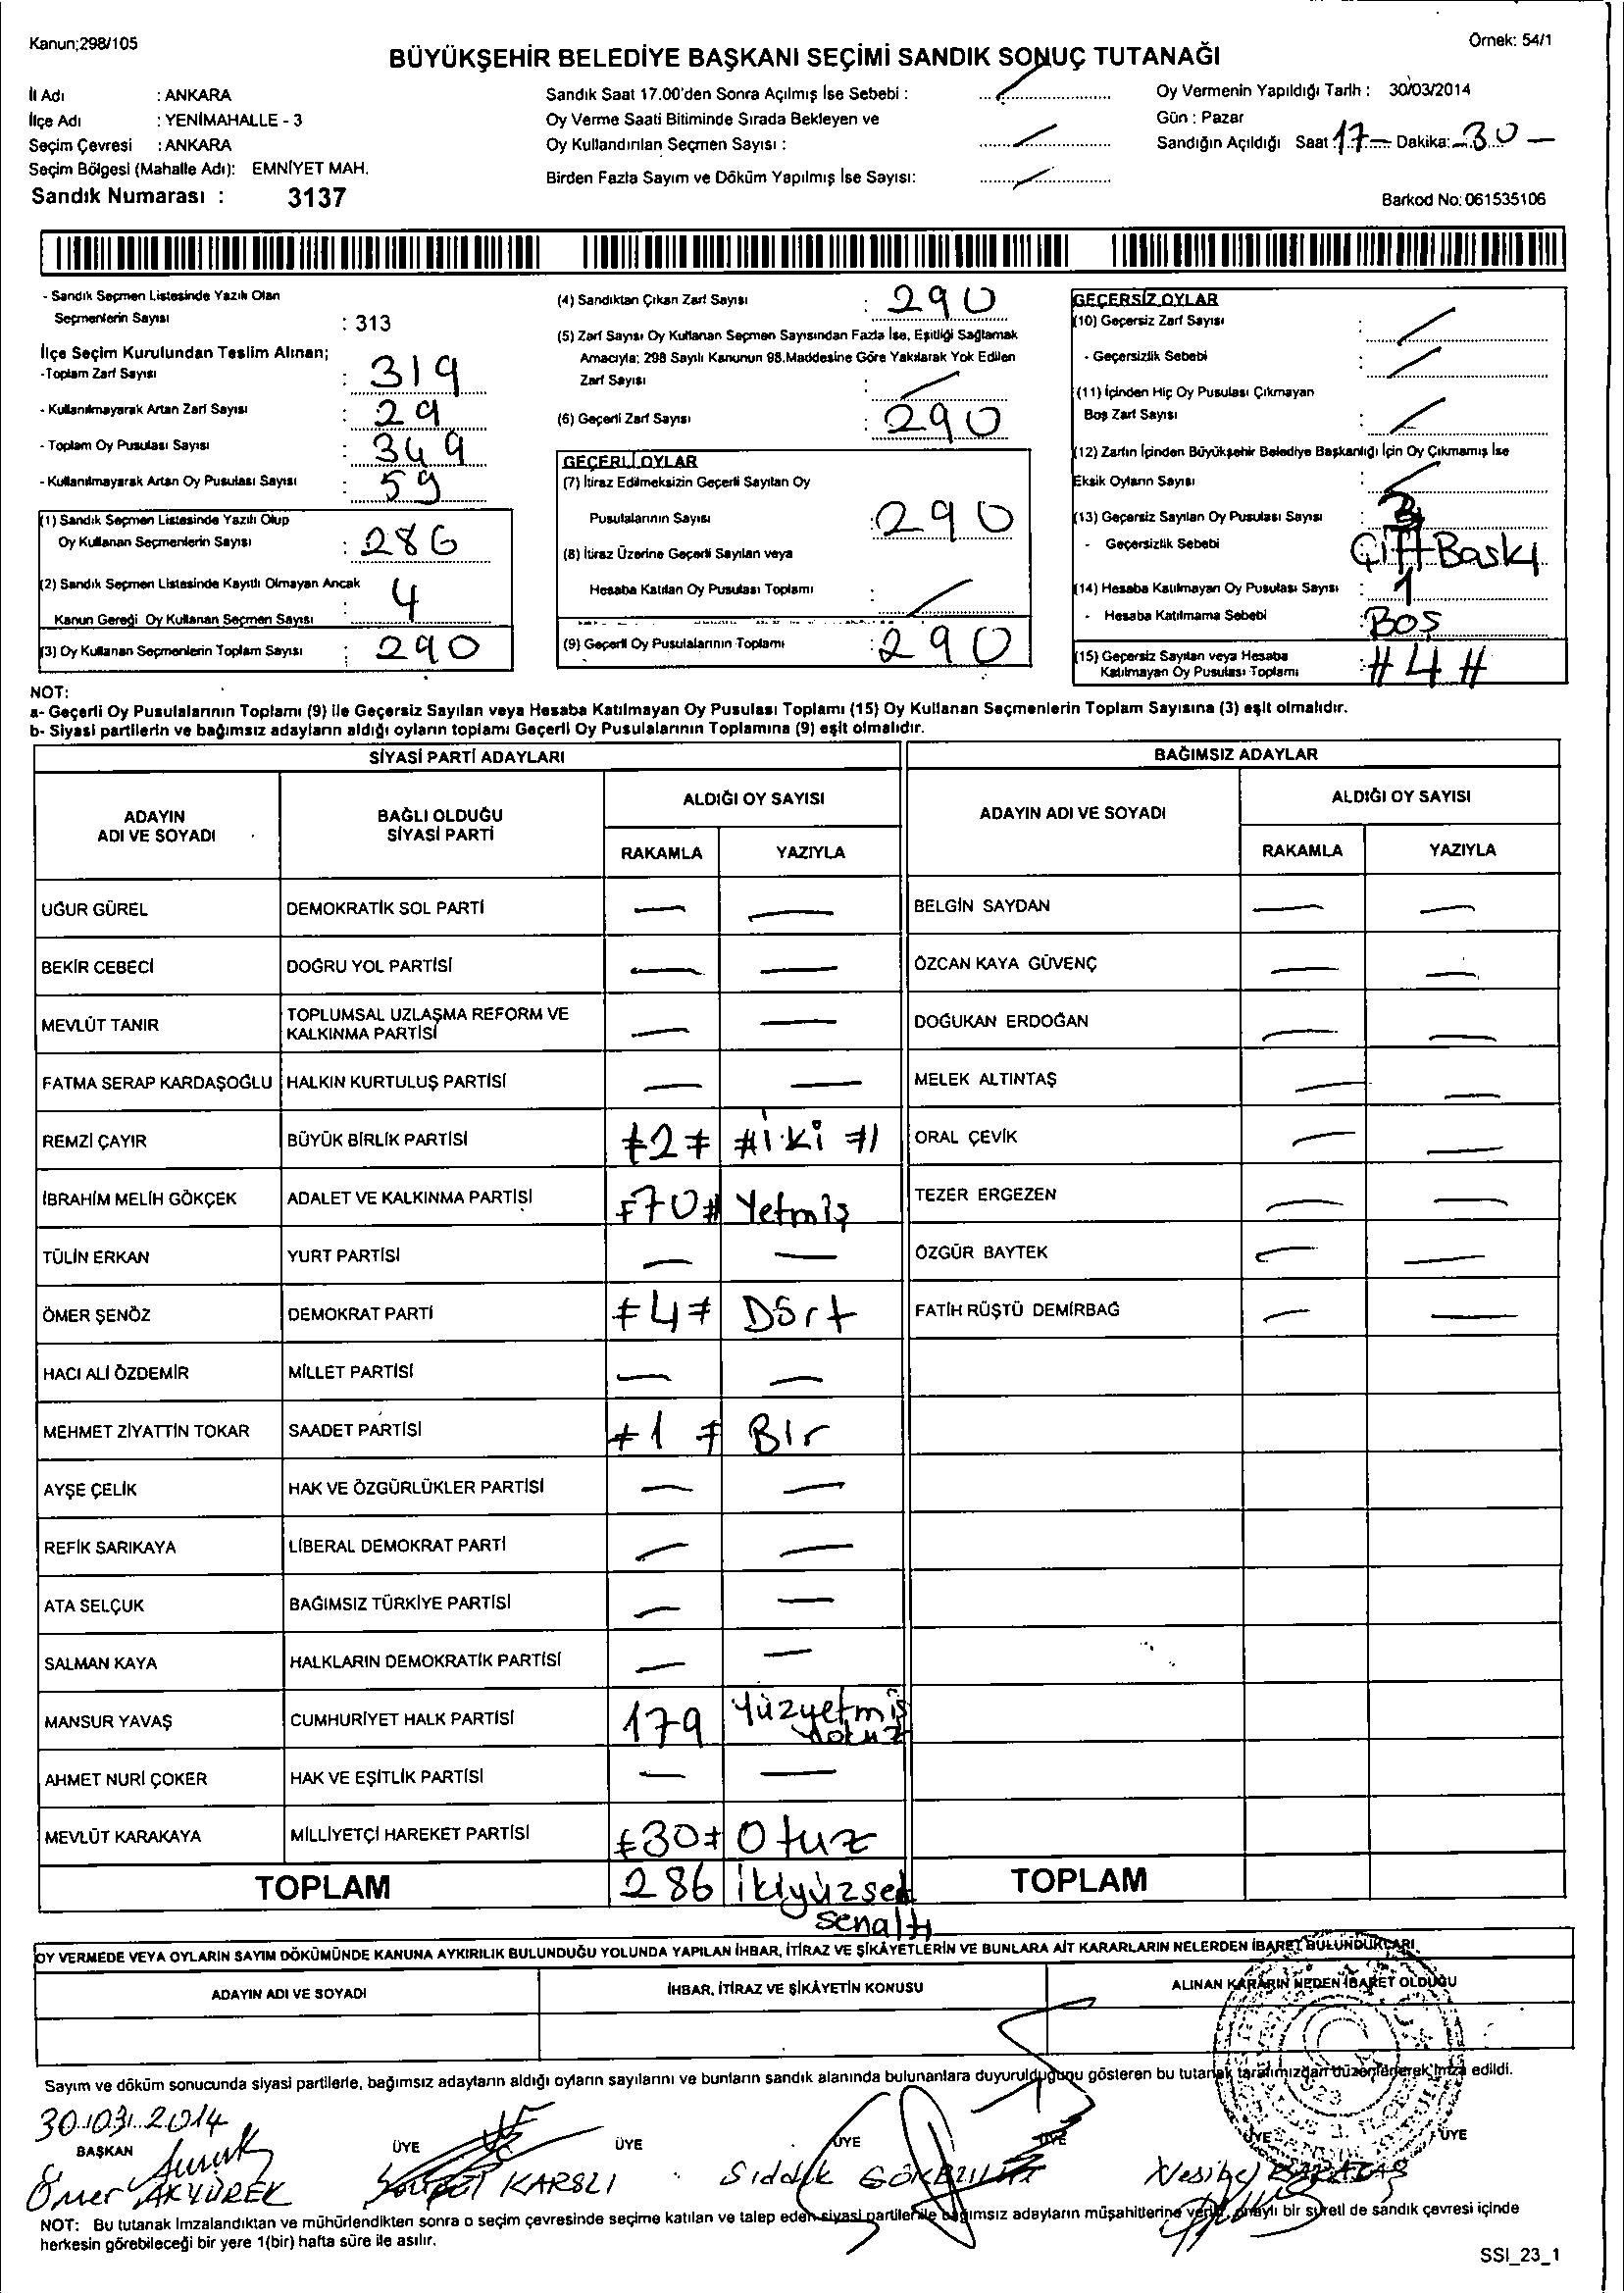 Kanun;298/105
Örnek: 54/1
BÜYÜKŞEHİR BELEDİYE BAŞKANI SEÇİMİ SANDIK SONUÇ TUTANAĞI
İl Adı : ANKARA
İlçe Adı : YENİMAHALLE - 3
Seçim Çevresi : ANKARA
Seçim Bölgesi (Mahalle Adı): EMNİYET MAH.
Sandık Numarası : 3137
Sandık Saat 17.00'den Sonra Açılmış İse Sebebi :
Oy Verme Saati Bitiminde Sırada Bekleyen ve
Oy Kullandırılan Seçmen Sayısı :
Birden Fazla Sayım ve Döküm Yapılmış İse Sayısı:
Oy Vermenin Yapıldığı Tarih : 30/03/2014
Gün : Pazar
Sandığın Açıldığı Saat 17 Dakika: 30
Barkod No: 061535106
- Sandık Seçmen Listesinde Yazılı Olan
Seçmenlerin Sayısı : 313
İlçe Seçim Kurulundan Teslim Alınan;
-Toplam Zarf Sayısı : 319
- Kullanılmayarak Artan Zarf Sayısı : 29
- Toplam Oy Pusulası Sayısı : 349
- Kullanılmayarak Artan Oy Pusulası Sayısı : 59
(1) Sandık Seçmen Listesinde Yazılı Olup
Oy Kullanan Seçmenlerin Sayısı : 286
(2) Sandık Seçmen Listesinde Kayıtlı Olmayan Ancak
Kanun Gereği Oy Kullanan Seçmen Sayısı : 4
(3) Oy Kullanan Seçmenlerin Toplam Sayısı : 290
(4) Sandıktan Çıkan Zarf Sayısı : 290
(5) Zarf Sayısı Oy Kullanan Seçmen Sayısından Fazla İse, Eşitliği Sağlamak
Amacıyla; 298 Sayılı Kanunun 98.Maddesine Göre Yakılarak Yok Edilen
Zarf Sayısı :
(6) Geçerli Zarf Sayısı : 290
GEÇERLİ OYLAR
(7) İtiraz Edilmeksizin Geçerli Sayılan Oy
Pusulalarının Sayısı : 290
(8) İtiraz Üzerine Geçerli Sayılan veya
Hesaba Katılan Oy Pusulası Toplamı :
(9) Geçerli Oy Pusulalarının Toplamı : 290
GEÇERSİZ OYLAR
(10) Geçersiz Zarf Sayısı :
- Geçersizlik Sebebi :
(11) İçinden Hiç Oy Pusulası Çıkmayan
Boş Zarf Sayısı :
(12) Zarfın İçinden Büyükşehir Belediye Başkanlığı İçin Oy Çıkmamış İse
Eksik Oyların Sayısı
(13) Geçersiz Sayılan Oy Pusulası Sayısı 3
- Geçersizlik Sebebi Çift Baskı
(14) Hesaba Katılmayan Oy Pusulası Sayısı : 1
- Hesaba Katılmama Sebebi : Boş
(15) Geçersiz Sayılan veya Hesaba
Katılmayan Oy Pusulası Toplamı : # 4 #
NOT:
a- Geçerli Oy Pusulalarının Toplamı (9) ile Geçersiz Sayılan veya Hesaba Katılmayan Oy Pusulası Toplamı (15) Oy Kullanan Seçmenlerin Toplam Sayısına (3) eşit olmalıdır.
b- Siyasi partilerin ve bağımsız adayların aldığı oyların toplamı Geçerli Oy Pusulalarının Toplamına (9) eşit olmalıdır.
SİYASİ PARTİ ADAYLARI
BAĞIMSIZ ADAYLAR
ADAYIN ADI VE SOYADI
BAĞLI OLDUĞU SİYASİ PARTİ
ALDIĞI OY SAYISI
RAKAMLA YAZIYLA
ADAYIN ADI VE SOYADI
ALDIĞI OY SAYISI
RAKAMLA YAZIYLA
UĞUR GÜREL DEMOKRATİK SOL PARTİ — — BELGİN SAYDAN — —
BEKİR CEBECİ DOĞRU YOL PARTİSİ — — ÖZCAN KAYA GÜVENÇ — —
MEVLÜT TANIR TOPLUMSAL UZLAŞMA REFORM VE KALKINMA PARTİSİ — — DOĞUKAN ERDOĞAN — —
FATMA SERAP KARDAŞOĞLU HALKIN KURTULUŞ PARTİSİ — — MELEK ALTINTAŞ — —
REMZİ ÇAYIR BÜYÜK BİRLİK PARTİSİ #2# #iki# ORAL ÇEVİK — —
İBRAHİM MELİH GÖKÇEK ADALET VE KALKINMA PARTİSİ #70# Yetmiş TEZER ERGEZEN — —
TÜLİN ERKAN YURT PARTİSİ — — ÖZGÜR BAYTEK — —
ÖMER ŞENÖZ DEMOKRAT PARTİ #4# Dört FATİH RÜŞTÜ DEMİRBAĞ — —
HACI ALİ ÖZDEMİR MİLLET PARTİSİ — —
MEHMET ZİYATTİN TOKAR SAADET PARTİSİ #1# Bir
AYŞE ÇELİK HAK VE ÖZGÜRLÜKLER PARTİSİ — —
REFİK SARIKAYA LİBERAL DEMOKRAT PARTİ — —
ATA SELÇUK BAĞIMSIZ TÜRKİYE PARTİSİ — —
SALMAN KAYA HALKLARIN DEMOKRATİK PARTİSİ — —
MANSUR YAVAŞ CUMHURİYET HALK PARTİSİ 179 Yüzyetmiş dokuz
AHMET NURİ ÇOKER HAK VE EŞİTLİK PARTİSİ — —
MEVLÜT KARAKAYA MİLLİYETÇİ HAREKET PARTİSİ #30# Otuz
TOPLAM 286 ikiyüzsek senaltı TOPLAM
OY VERMEDE VEYA OYLARIN SAYIM DÖKÜMÜNDE KANUNA AYKIRILIK BULUNDUĞU YOLUNDA YAPILAN İHBAR, İTİRAZ VE ŞİKÂYETLERİN VE BUNLARA AİT KARARLARIN NELERDEN İBARET BULUNDUKLARI
ADAYIN ADI VE SOYADI İHBAR, İTİRAZ VE ŞİKÂYETİN KONUSU ALINAN KARARIN NEDEN İBARET OLDUĞU
Sayım ve döküm sonucunda siyasi partilerle, bağımsız adayların aldığı oyların sayılarını ve bunların sandık alanında bulunanlara duyurulduğunu gösteren bu tutanak tarafımızdan düzenlenerek imza edildi.
30.03.2014
BAŞKAN ÜYE ÜYE ÜYE ÜYE ÜYE ÜYE
Ömer AKYÜREK KARSLI Sıddık Nesibe KARATAŞ
NOT: Bu tutanak imzalandıktan ve mühürlendikten sonra o seçim çevresinde seçime katılan ve talep eden siyasi partiler ile bağımsız adayların müşahitlerine verilir, onaylı bir sureti de sandık çevresi içinde
herkesin görebileceği bir yere 1(bir) hafta süre ile asılır.
SSI_23_1